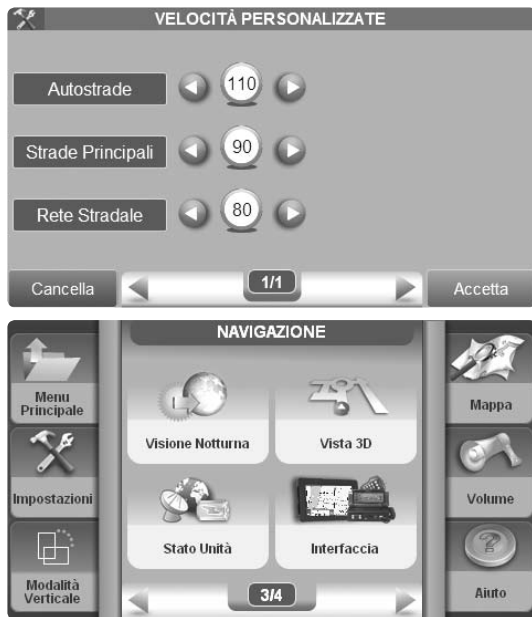 VELOCITÀ PERSONALIZZATE
Autostrade
110
Strade Principali
90
Rete Stradale
80
Cancella
1/1
Accetta
NAVIGAZIONE
Menu
Principale
Visione Notturna
Vista 3D
Mappa
Impostazioni
Volume
Stato Unità
Interfaccia
Modalità
Verticale
3/4
Aiuto